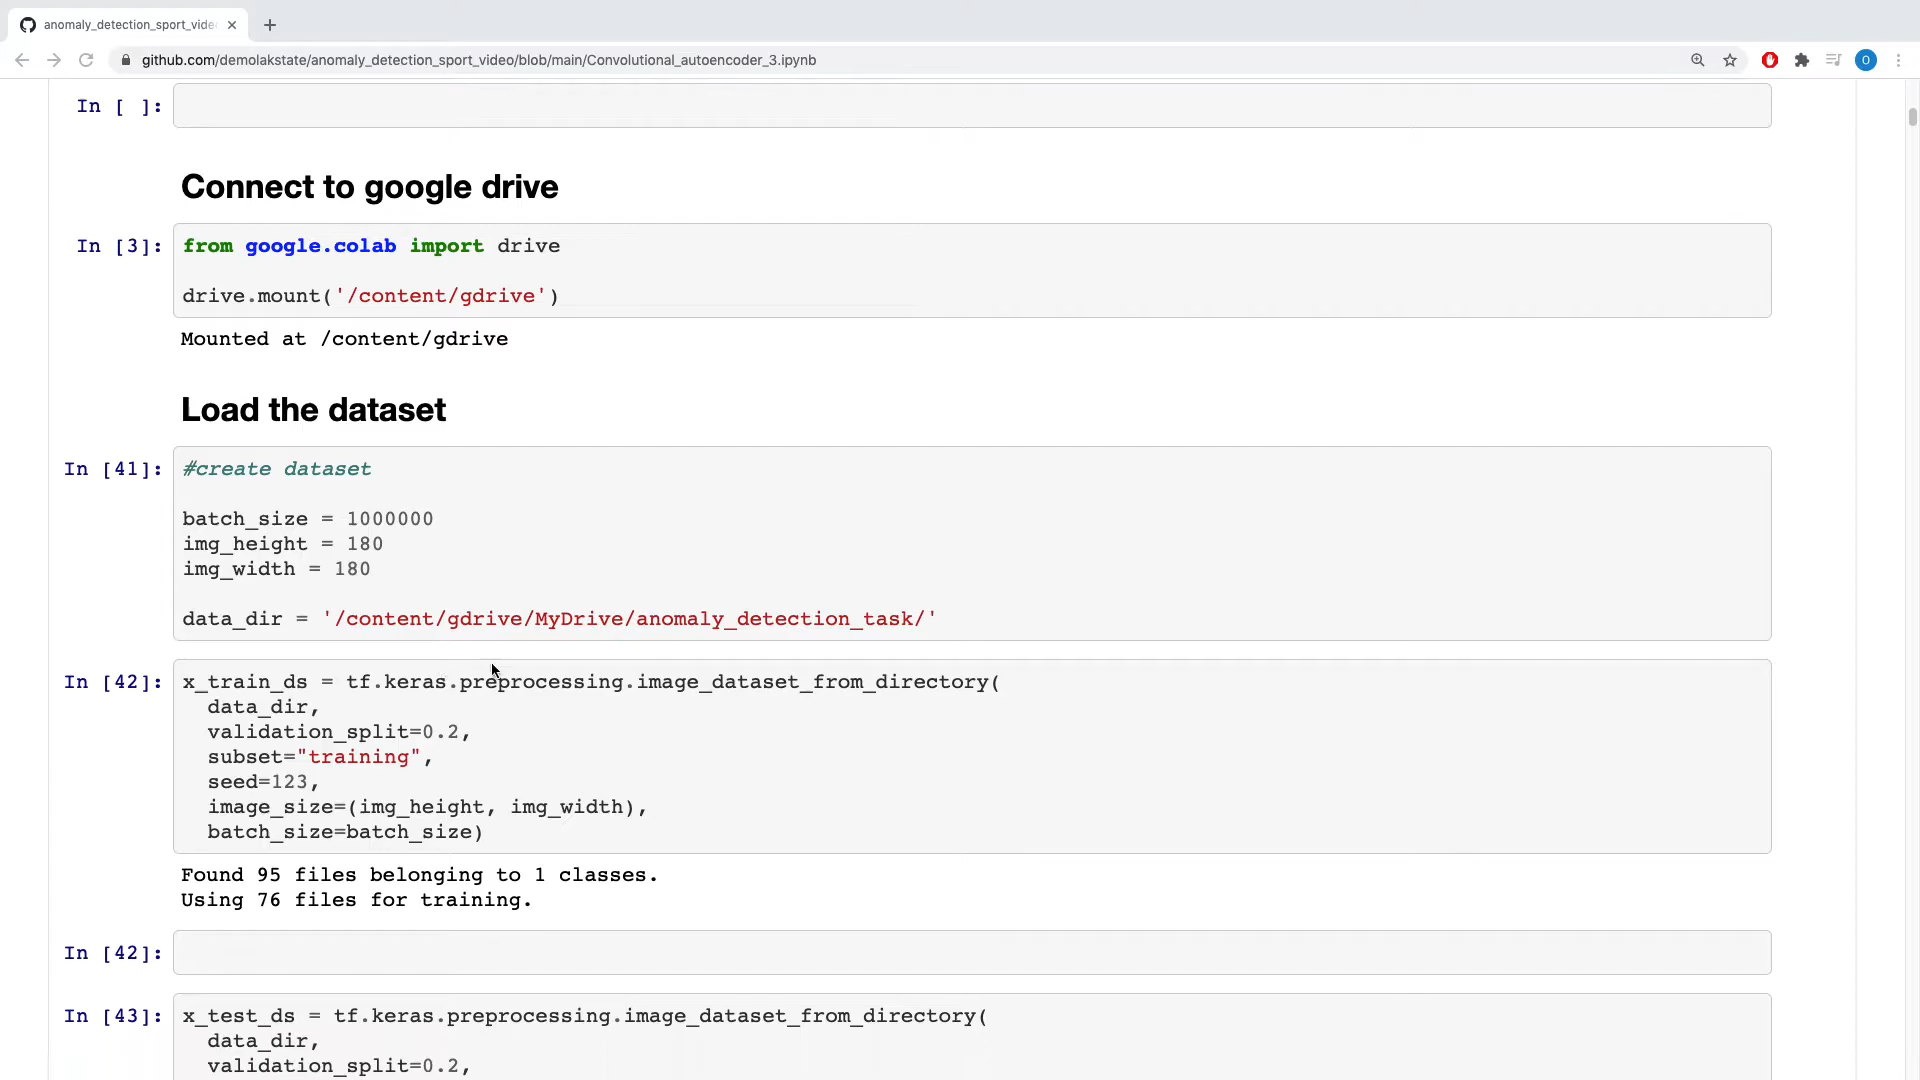 anomaly_detection_sport_vide
github.com/demolakstate/anomaly_detection_sport_video/blob/main/Convolutional_autoencoder_3.ipynb
O
In [ ]:
Connect to google drive
In [3]:
from google.colab import drive
drive.mount('/content/gdrive')
Mounted at /content/gdrive
Load the dataset
In [41]:
#create dataset
batch_size = 1000000
img_height = 180
img_width = 180
data_dir = '/content/gdrive/MyDrive/anomaly_detection_task/'
In [42]:
x_train_ds = tf.keras.preprocessing.image_dataset_from_directory(
data_dir,
validation_split=0.2,
subset="training",
seed=123,
image_size=(img_height, img_width),
batch_size=batch_size)
Found 95 files belonging to 1 classes.
Using 76 files for training.
In [42]:
In [43]:
x_test_ds = tf.keras.preprocessing.image_dataset_from_directory(
data_dir,
validation_split=0.2,